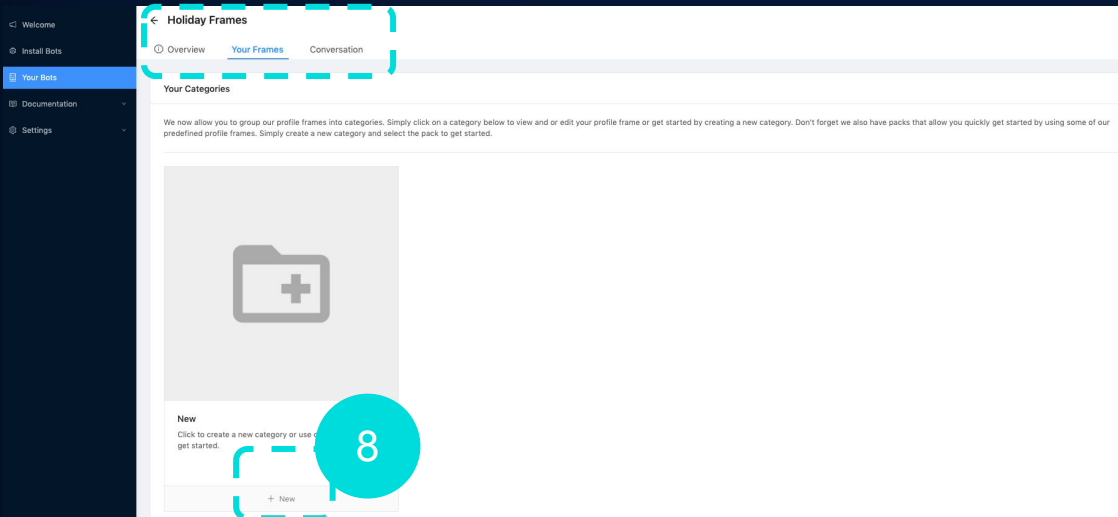 Welcome
Install Bots
Your Bots
Documentation
Settings
← Holiday Frames
Overview Your Frames Conversation
Your Categories
We now allow you to group our profile frames into categories. Simply click on a category below to view and or edit your profile frame or get started by creating a new category. Don't forget we also have packs that allow you quickly get started by using some of our
predefined profile frames. Simply create a new category and select the pack to get started.
New
Click to create a new category or use
get started.
8
+ New